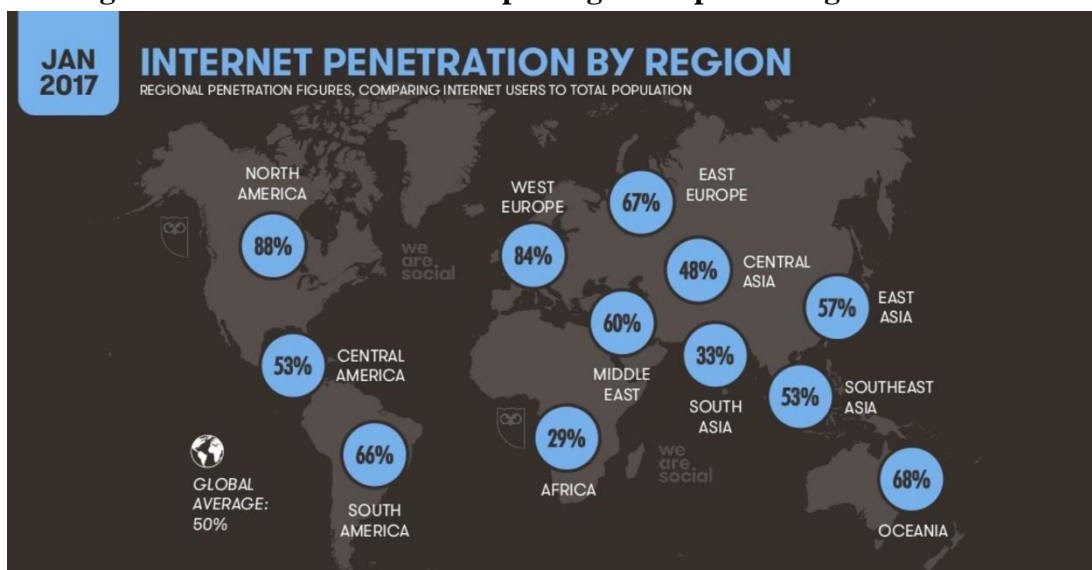 JAN
2017
INTERNET PENETRATION BY REGION
REGIONAL PENETRATION FIGURES, COMPARING INTERNET USERS TO TOTAL POPULATION
NORTH
AMERICA
88%
WEST
EUROPE
84%
67%
EAST
EUROPE
48%
CENTRAL
ASIA
57%
EAST
ASIA
60%
MIDDLE
EAST
33%
SOUTH
ASIA
53%
SOUTHEAST
ASIA
53%
CENTRAL
AMERICA
66%
SOUTH
AMERICA
29%
AFRICA
68%
OCEANIA
GLOBAL
AVERAGE:
50%
we
are
social
we
are
social